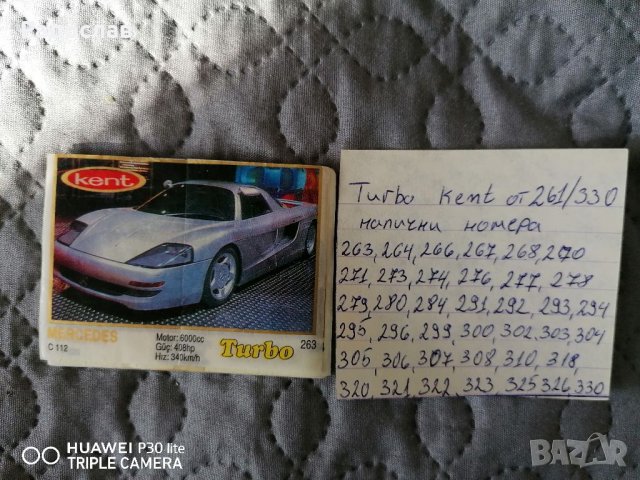 kent
MERCEDES
C 112
Motor: 6000cc
Güç: 408hp
Hız: 340km/h
Turbo
263
Turbo Kent от 261/330
налични номера
263, 264, 266, 267, 268, 270
271, 273, 274, 276, 277, 278
279, 280, 284, 291, 292, 293, 294
295, 296, 299, 300, 302, 303, 304
305, 306, 307, 308, 310, 318,
320, 321, 322, 323, 325, 326, 330
HUAWEI P30 lite
TRIPLE CAMERA
BAZAR